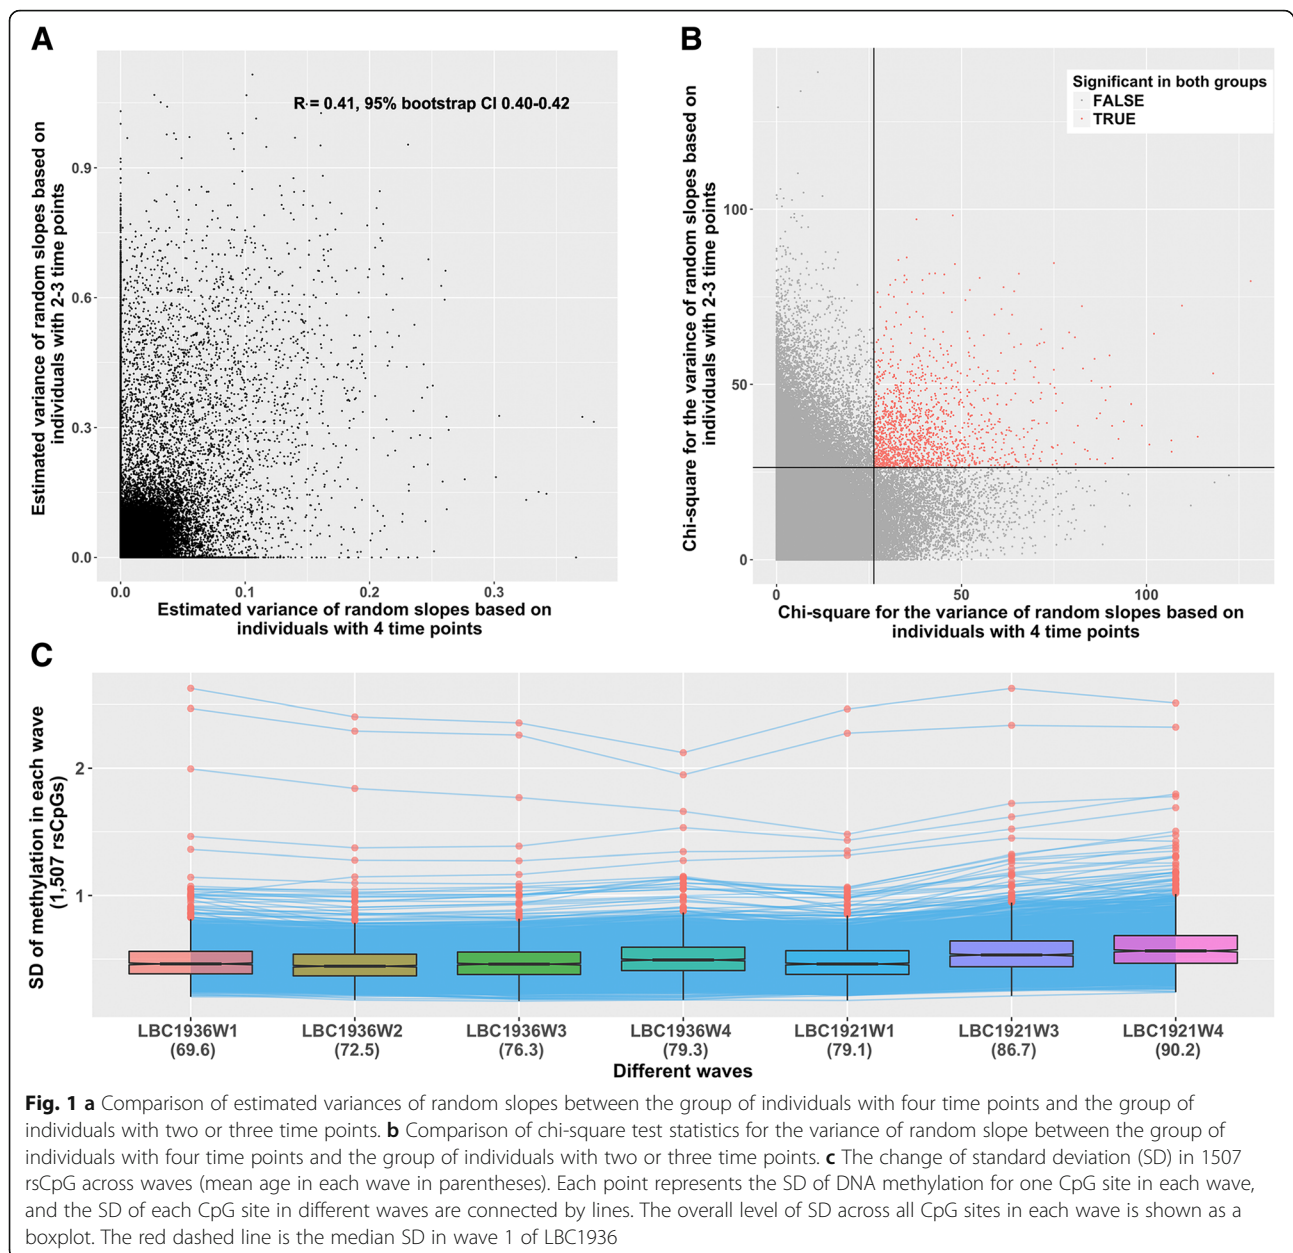 A
R = 0.41, 95% bootstrap CI 0.40-0.42
Estimated variance of random slopes based on
individuals with 2-3 time points
0.9
0.6
0.3
0.0
0.0 0.1 0.2 0.3
Estimated variance of random slopes based on
individuals with 4 time points
B
Significant in both groups
FALSE
TRUE
Chi-square for the varaince of random slopes based on
individuals with 2-3 time points
100
50
0
0 50 100
Chi-square for the variance of random slopes based on
individuals with 4 time points
C
SD of methylation in each wave
(1,507 rsCpGs)
2
1
LBC1936W1 LBC1936W2 LBC1936W3 LBC1936W4 LBC1921W1 LBC1921W3 LBC1921W4
(69.6) (72.5) (76.3) (79.3) (79.1) (86.7) (90.2)
Different waves
Fig. 1 a Comparison of estimated variances of random slopes between the group of individuals with four time points and the group of
individuals with two or three time points. b Comparison of chi-square test statistics for the variance of random slope between the group of
individuals with four time points and the group of individuals with two or three time points. c The change of standard deviation (SD) in 1507
rsCpG across waves (mean age in each wave in parentheses). Each point represents the SD of DNA methylation for one CpG site in each wave,
and the SD of each CpG site in different waves are connected by lines. The overall level of SD across all CpG sites in each wave is shown as a
boxplot. The red dashed line is the median SD in wave 1 of LBC1936